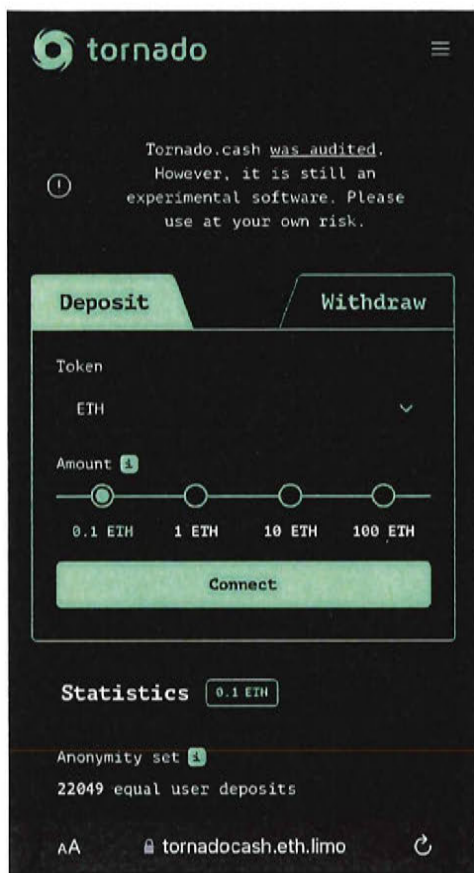 tornado
Tornado.cash was audited.
However, it is still an
experimental software. Please
use at your own risk.
Deposit
Withdraw
Token
ETH
Amount i
0.1 ETH 1 ETH 10 ETH 100 ETH
Connect
Statistics 0.1 ETH
Anonymity set i
22049 equal user deposits
AA tornadocash.eth.limo